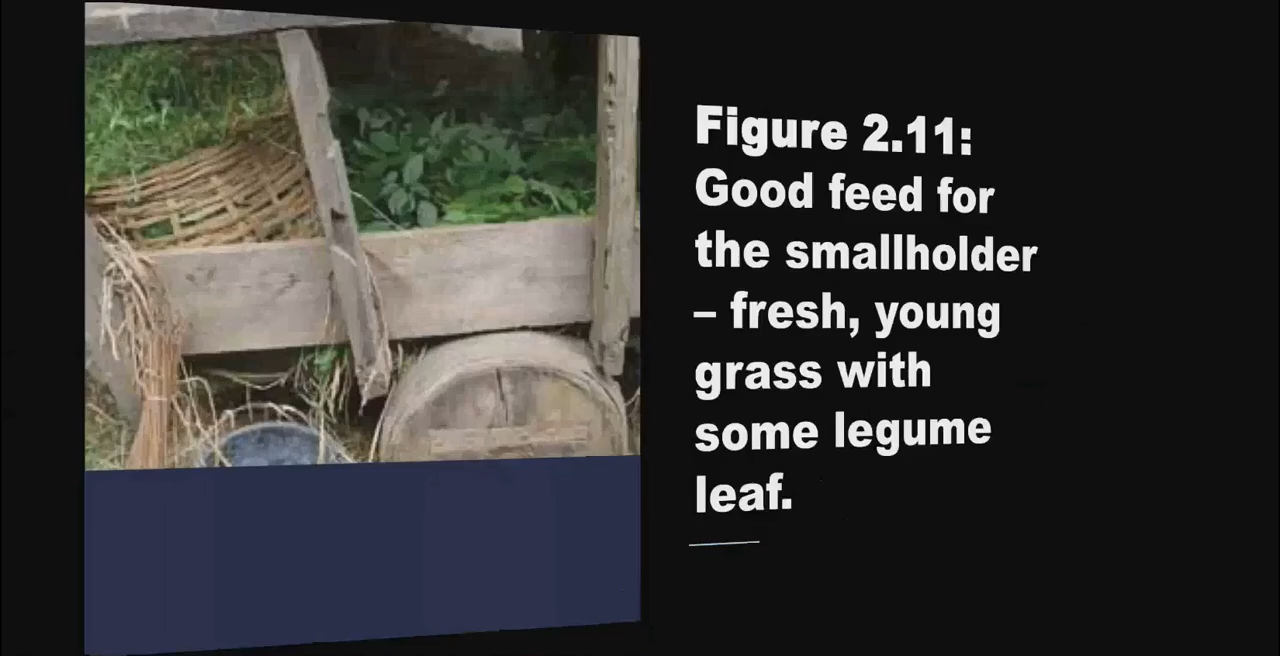 Figure 2.11:
Good feed for
the smallholder
– fresh, young
grass with
some legume
leaf.